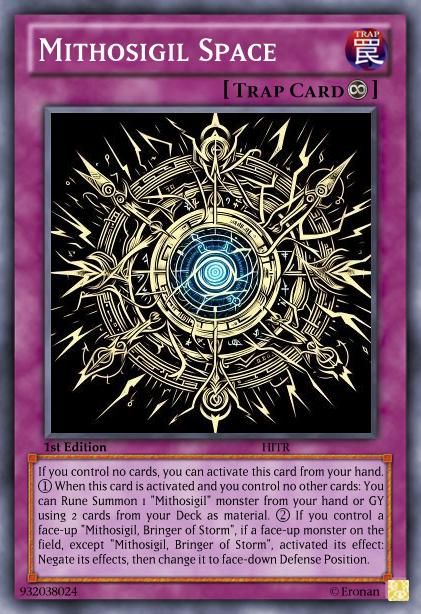 MITHOSIGIL SPACE
TRAP
罠
[ TRAP CARD ]
1st Edition
HITR
If you control no cards, you can activate this card from your hand.
① When this card is activated and you control no other cards: You
can Rune Summon 1 "Mithosigil" monster from your hand or GY
using 2 cards from your Deck as material. ② If you control a
face-up "Mithosigil, Bringer of Storm", if a face-up monster on the
field, except "Mithosigil, Bringer of Storm", activated its effect:
Negate its effects, then change it to face-down Defense Position.
932038024
© Eronan